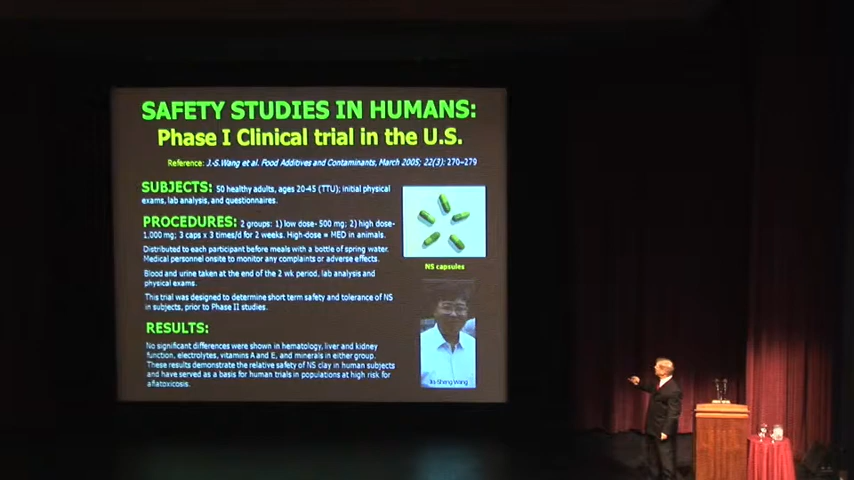 SAFETY STUDIES IN HUMANS:
Phase I Clinical trial in the U.S.
Reference: J.-S.Wang et al. Food Additives and Contaminants, March 2005; 22(3): 270–279
SUBJECTS: 50 healthy adults, ages 20-45 (TTU); initial physical
exams, lab analysis, and questionnaires.
PROCEDURES: 2 groups: 1) low dose- 500 mg; 2) high dose-
1,000 mg; 3 caps x 3 times/d for 2 weeks. High-dose = MED in animals.
Distributed to each participant before meals with a bottle of spring water.
Medical personnel onsite to monitor any complaints or adverse effects.
Blood and urine taken at the end of the 2 wk period, lab analysis and
physical exams.
This trial was designed to determine short term safety and tolerance of NS
in subjects, prior to Phase II studies.
NS capsules
RESULTS:
No significant differences were shown in hematology, liver and kidney
function, electrolytes, vitamins A and E, and minerals in either group.
These results demonstrate the relative safety of NS clay in human subjects
and have served as a basis for human trials in populations at high risk for
aflatoxicosis.
Jia-Sheng Wang